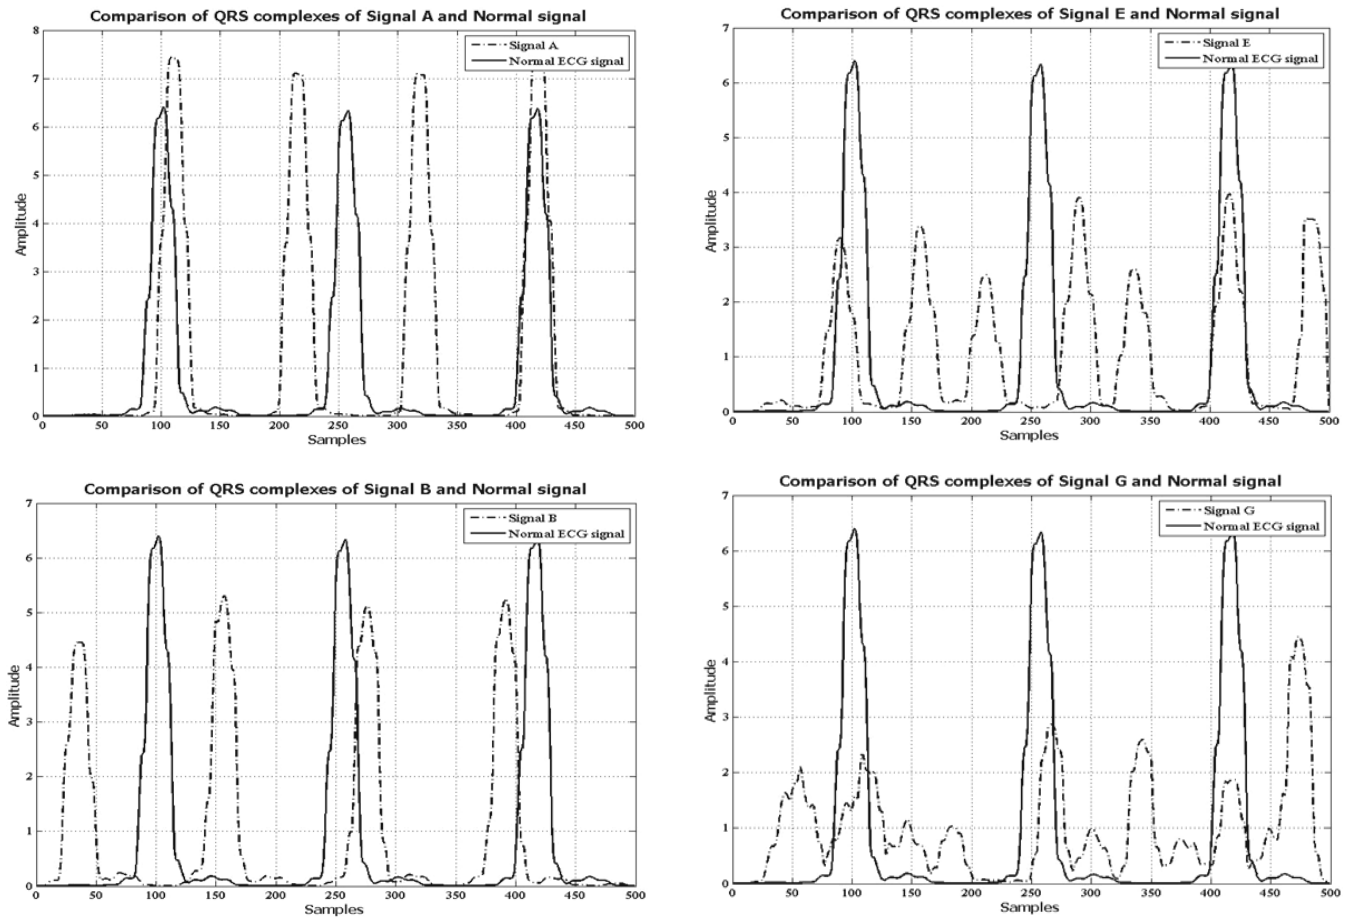 Comparison of QRS complexes of Signal A and Normal signal
Signal A
Normal ECG signal
8
7
6
5
4
3
2
1
0
Amplitude
0 50 100 150 200 250 300 350 400 450 500
Samples
Comparison of QRS complexes of Signal E and Normal signal
Signal E
Normal ECG signal
7
6
5
4
3
2
1
0
Amplitude
0 50 100 150 200 250 300 350 400 450 500
Samples
Comparison of QRS complexes of Signal B and Normal signal
Signal B
Normal ECG signal
7
6
5
4
3
2
1
0
Amplitude
0 50 100 150 200 250 300 350 400 450 500
Samples
Comparison of QRS complexes of Signal G and Normal signal
Signal G
Normal ECG signal
7
6
5
4
3
2
1
0
Amplitude
50 100 150 200 250 300 350 400 450 500
Samples